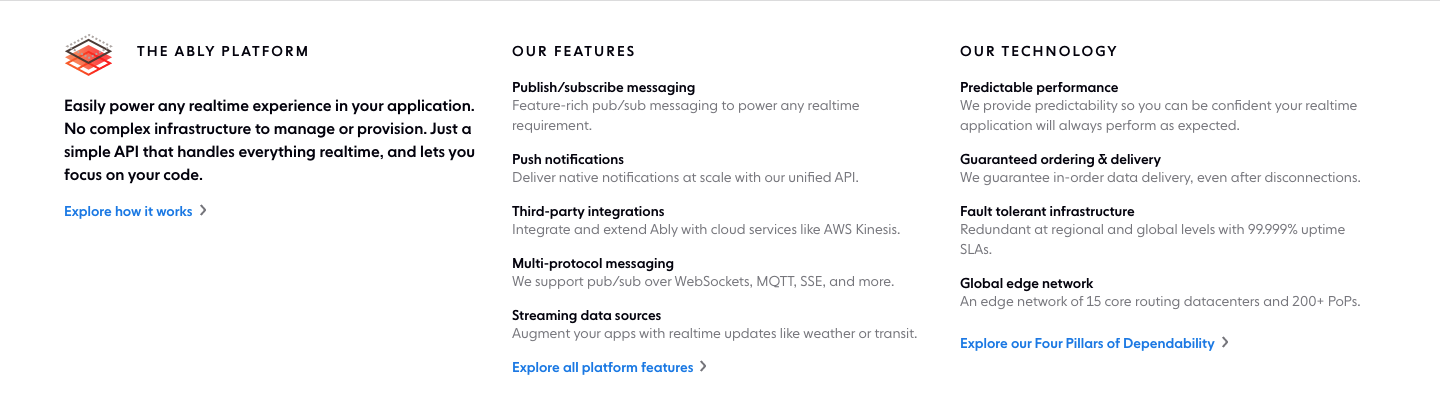 THE ABLY PLATFORM
Easily power any realtime experience in your application.
No complex infrastructure to manage or provision. Just a
simple API that handles everything realtime, and lets you
focus on your code.
Explore how it works
OUR FEATURES
Publish/subscribe messaging
Feature-rich pub/sub messaging to power any realtime
requirement.
Push notifications
Deliver native notifications at scale with our unified API.
Third-party integrations
Integrate and extend Ably with cloud services like AWS Kinesis.
Multi-protocol messaging
We support pub/sub over WebSockets, MQTT, SSE, and more.
Streaming data sources
Augment your apps with realtime updates like weather or transit.
Explore all platform features
OUR TECHNOLOGY
Predictable performance
We provide predictability so you can be confident your realtime
application will always perform as expected.
Guaranteed ordering & delivery
We guarantee in-order data delivery, even after disconnections.
Fault tolerant infrastructure
Redundant at regional and global levels with 99.999% uptime
SLAs.
Global edge network
An edge network of 15 core routing datacenters and 200+ PoPs.
Explore our Four Pillars of Dependability